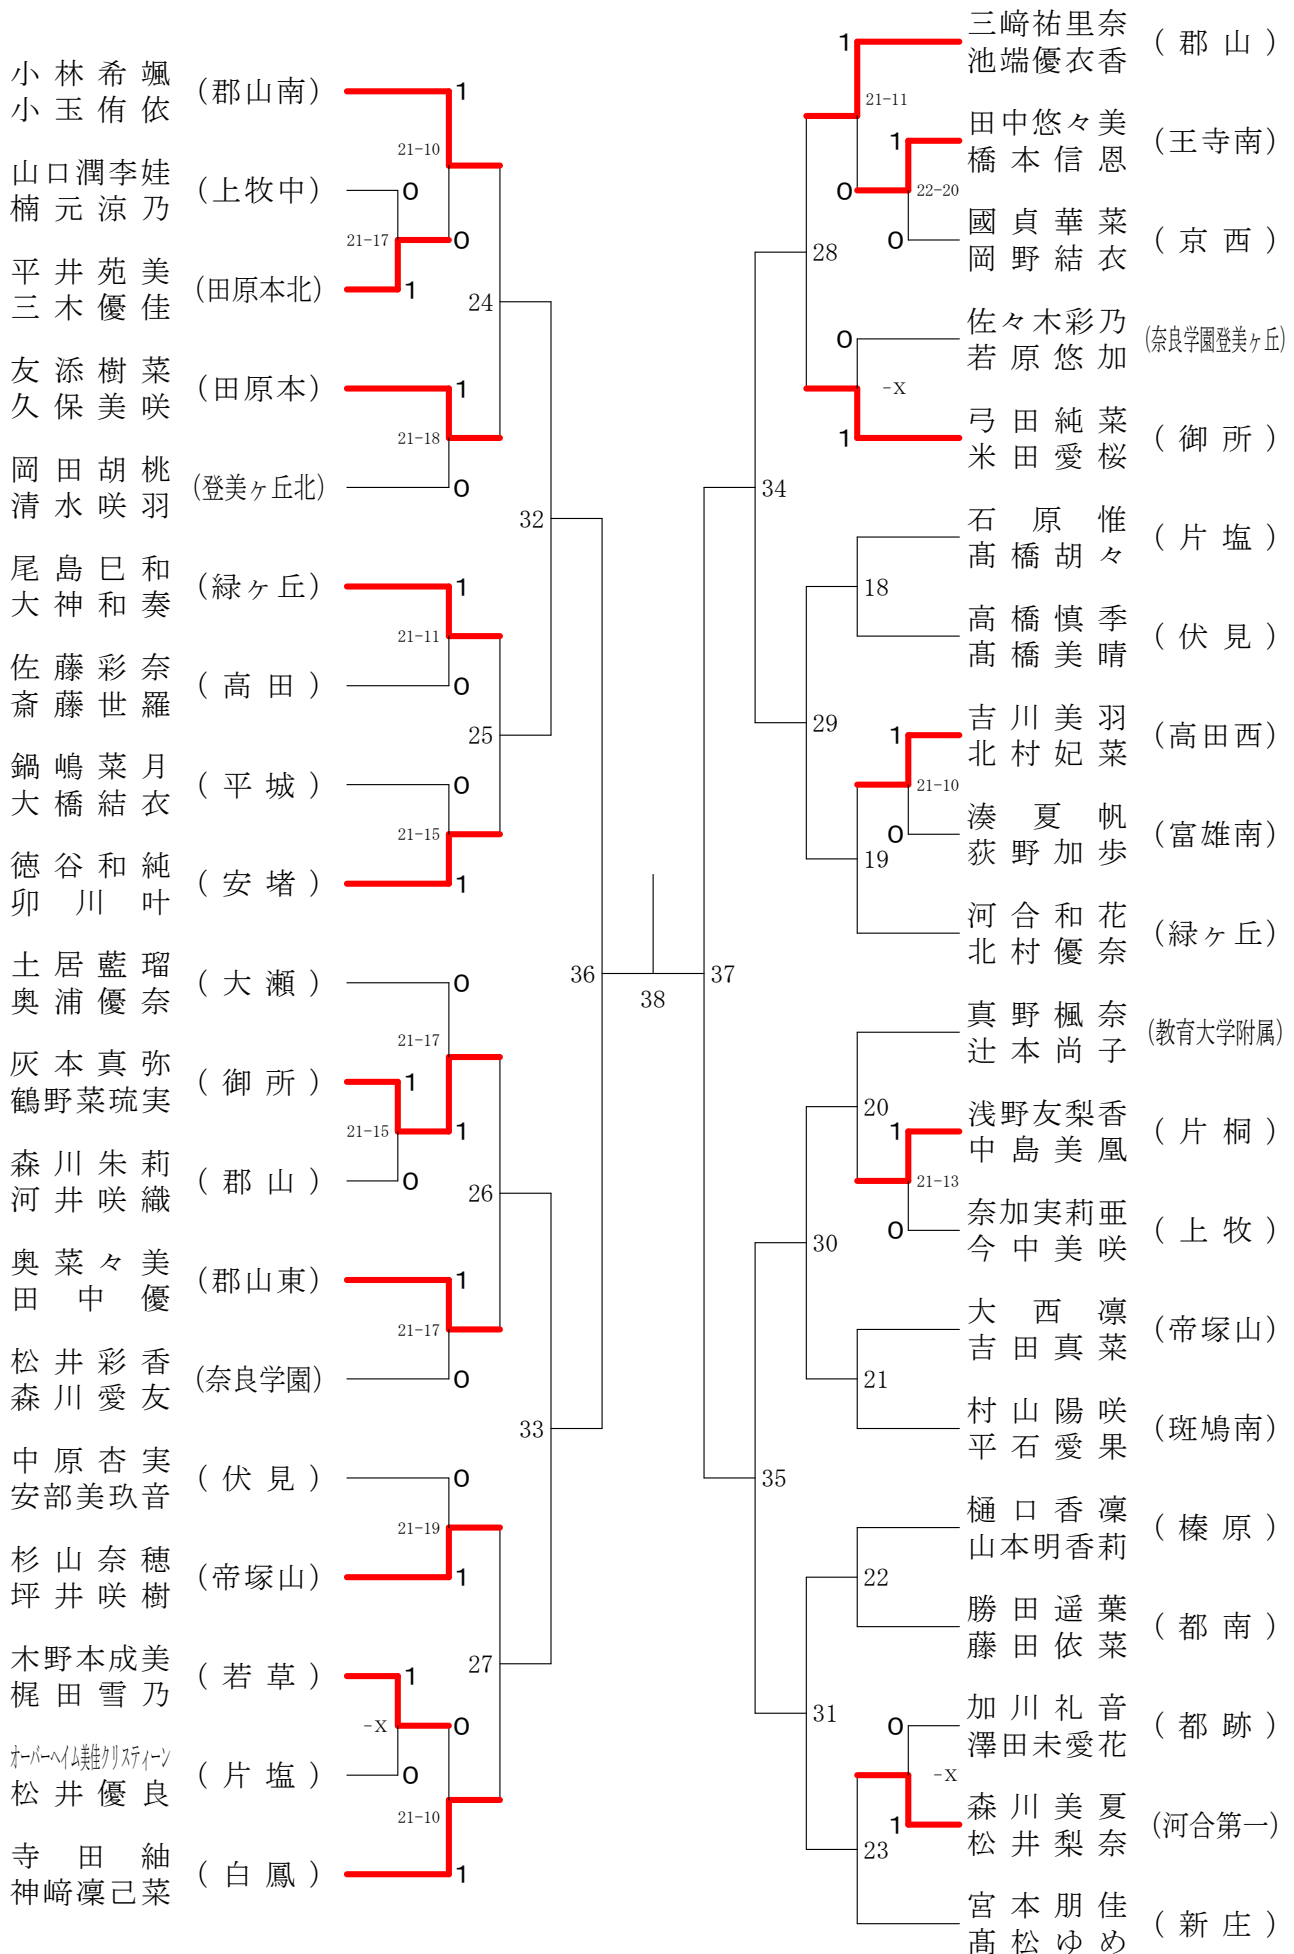 小林希颯
小玉侑依
(郡山南)
1
21-10
山口潤李娃
楠元涼乃
(上牧中)
0
21-17
0
平井苑美
三木優佳
(田原本北)
1
24
友添樹菜
久保美咲
(田原本)
1
21-18
岡田胡桃
清水咲羽
(登美ヶ丘北)
0
32
尾島巳和
大神和奏
(緑ヶ丘)
1
21-11
佐藤彩奈
斎藤世羅
(高田)
0
25
鍋嶋菜月
大橋結衣
(平城)
0
21-15
徳谷和純
卯川叶
(安堵)
1
36
土居藍瑠
奥浦優奈
(大瀬)
0
21-17
灰本真弥
鶴野菜琉実
(御所)
1
21-15
1
森川朱莉
河井咲織
(郡山)
0
26
奥菜々美
田中優
(郡山東)
1
21-17
松井彩香
森川愛友
(奈良学園)
0
33
中原杏実
安部美玖音
(伏見)
0
21-19
杉山奈穂
坪井咲樹
(帝塚山)
1
27
木野本成美
梶田雪乃
(若草)
1
-X
0
オーバーヘイム美佳クリスティーン
松井優良
(片塩)
0
21-10
寺田紬
神﨑凜己菜
(白鳳)
1
38
三﨑祐里奈
池端優衣香
(郡山)
1
21-11
田中悠々美
橋本信恩
(王寺南)
1
0
22-20
國貞華菜
岡野結衣
(京西)
0
28
佐々木彩乃
若原悠加
(奈良学園登美ヶ丘)
0
-X
弓田純菜
米田愛桜
(御所)
1
34
石原惟
髙橋胡々
(片塩)
18
高橋慎季
髙橋美晴
(伏見)
29
吉川美羽
北村妃菜
(高田西)
1
21-10
湊夏帆
荻野加歩
(富雄南)
0
19
河合和花
北村優奈
(緑ヶ丘)
37
真野楓奈
辻本尚子
(教育大学附属)
20
浅野友梨香
中島美凰
(片桐)
1
21-13
奈加実莉亜
今中美咲
(上牧)
0
30
大西凛
吉田真菜
(帝塚山)
21
村山陽咲
平石愛果
(斑鳩南)
35
樋口香凜
山本明香莉
(榛原)
22
勝田遥葉
藤田依菜
(都南)
31
加川礼音
澤田未愛花
(都跡)
0
-X
森川美夏
松井梨奈
(河合第一)
1
23
宮本朋佳
髙松ゆめ
(新庄)